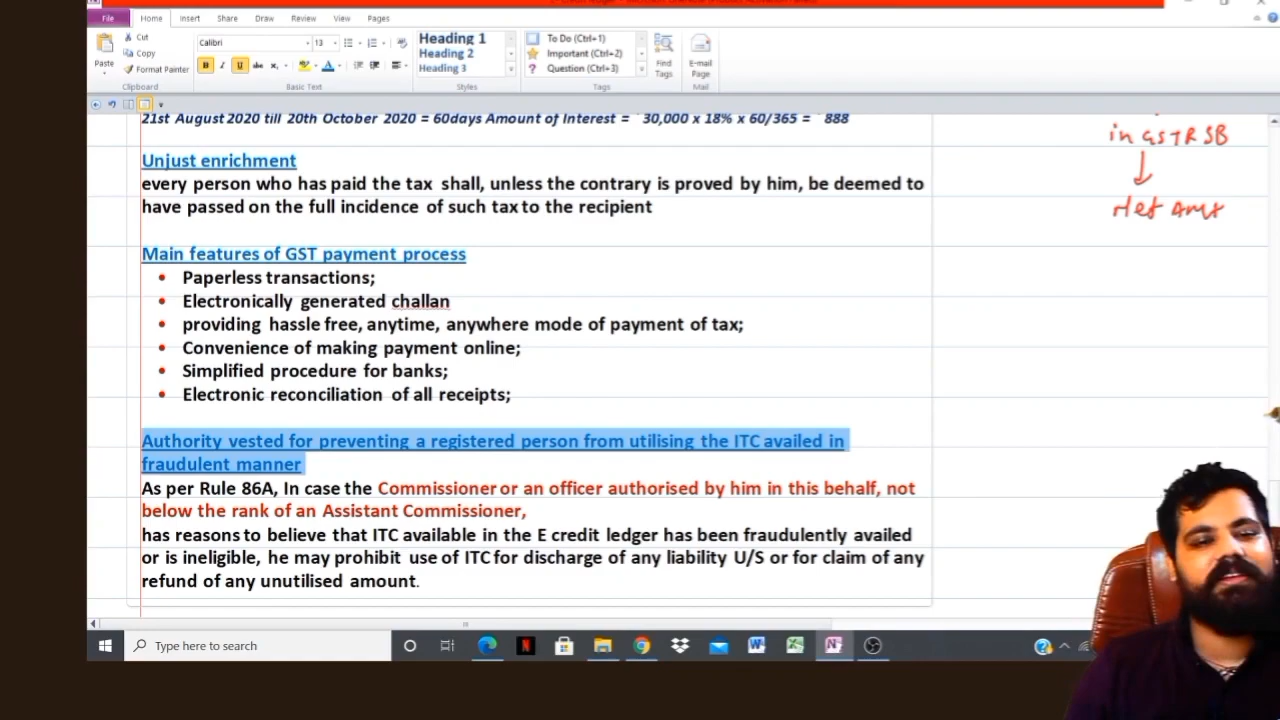 File Home Insert Share Draw Review View Pages
Cut
Copy
Format Painter
Paste
Clipboard
Calibri 13
B I U abc
Basic Text
Heading 1
Heading 2
Heading 3
Styles
To Do (Ctrl+1)
Important (Ctrl+2)
? Question (Ctrl+3)
Tags
Find
Tags
E-mail
Page
Mail
21st August 2020 till 20th October 2020 = 60days Amount of Interest = ` 30,000 x 18% x 60/365 = ` 888
in GSTR 3B
↓
Net Amt
Unjust enrichment
every person who has paid the tax shall, unless the contrary is proved by him, be deemed to
have passed on the full incidence of such tax to the recipient
Main features of GST payment process
• Paperless transactions;
• Electronically generated challan
• providing hassle free, anytime, anywhere mode of payment of tax;
• Convenience of making payment online;
• Simplified procedure for banks;
• Electronic reconciliation of all receipts;
Authority vested for preventing a registered person from utilising the ITC availed in
fraudulent manner
As per Rule 86A, In case the Commissioner or an officer authorised by him in this behalf, not
below the rank of an Assistant Commissioner,
has reasons to believe that ITC available in the E credit ledger has been fraudulently availed
or is ineligible, he may prohibit use of ITC for discharge of any liability U/S or for claim of any
refund of any unutilised amount.
Type here to search